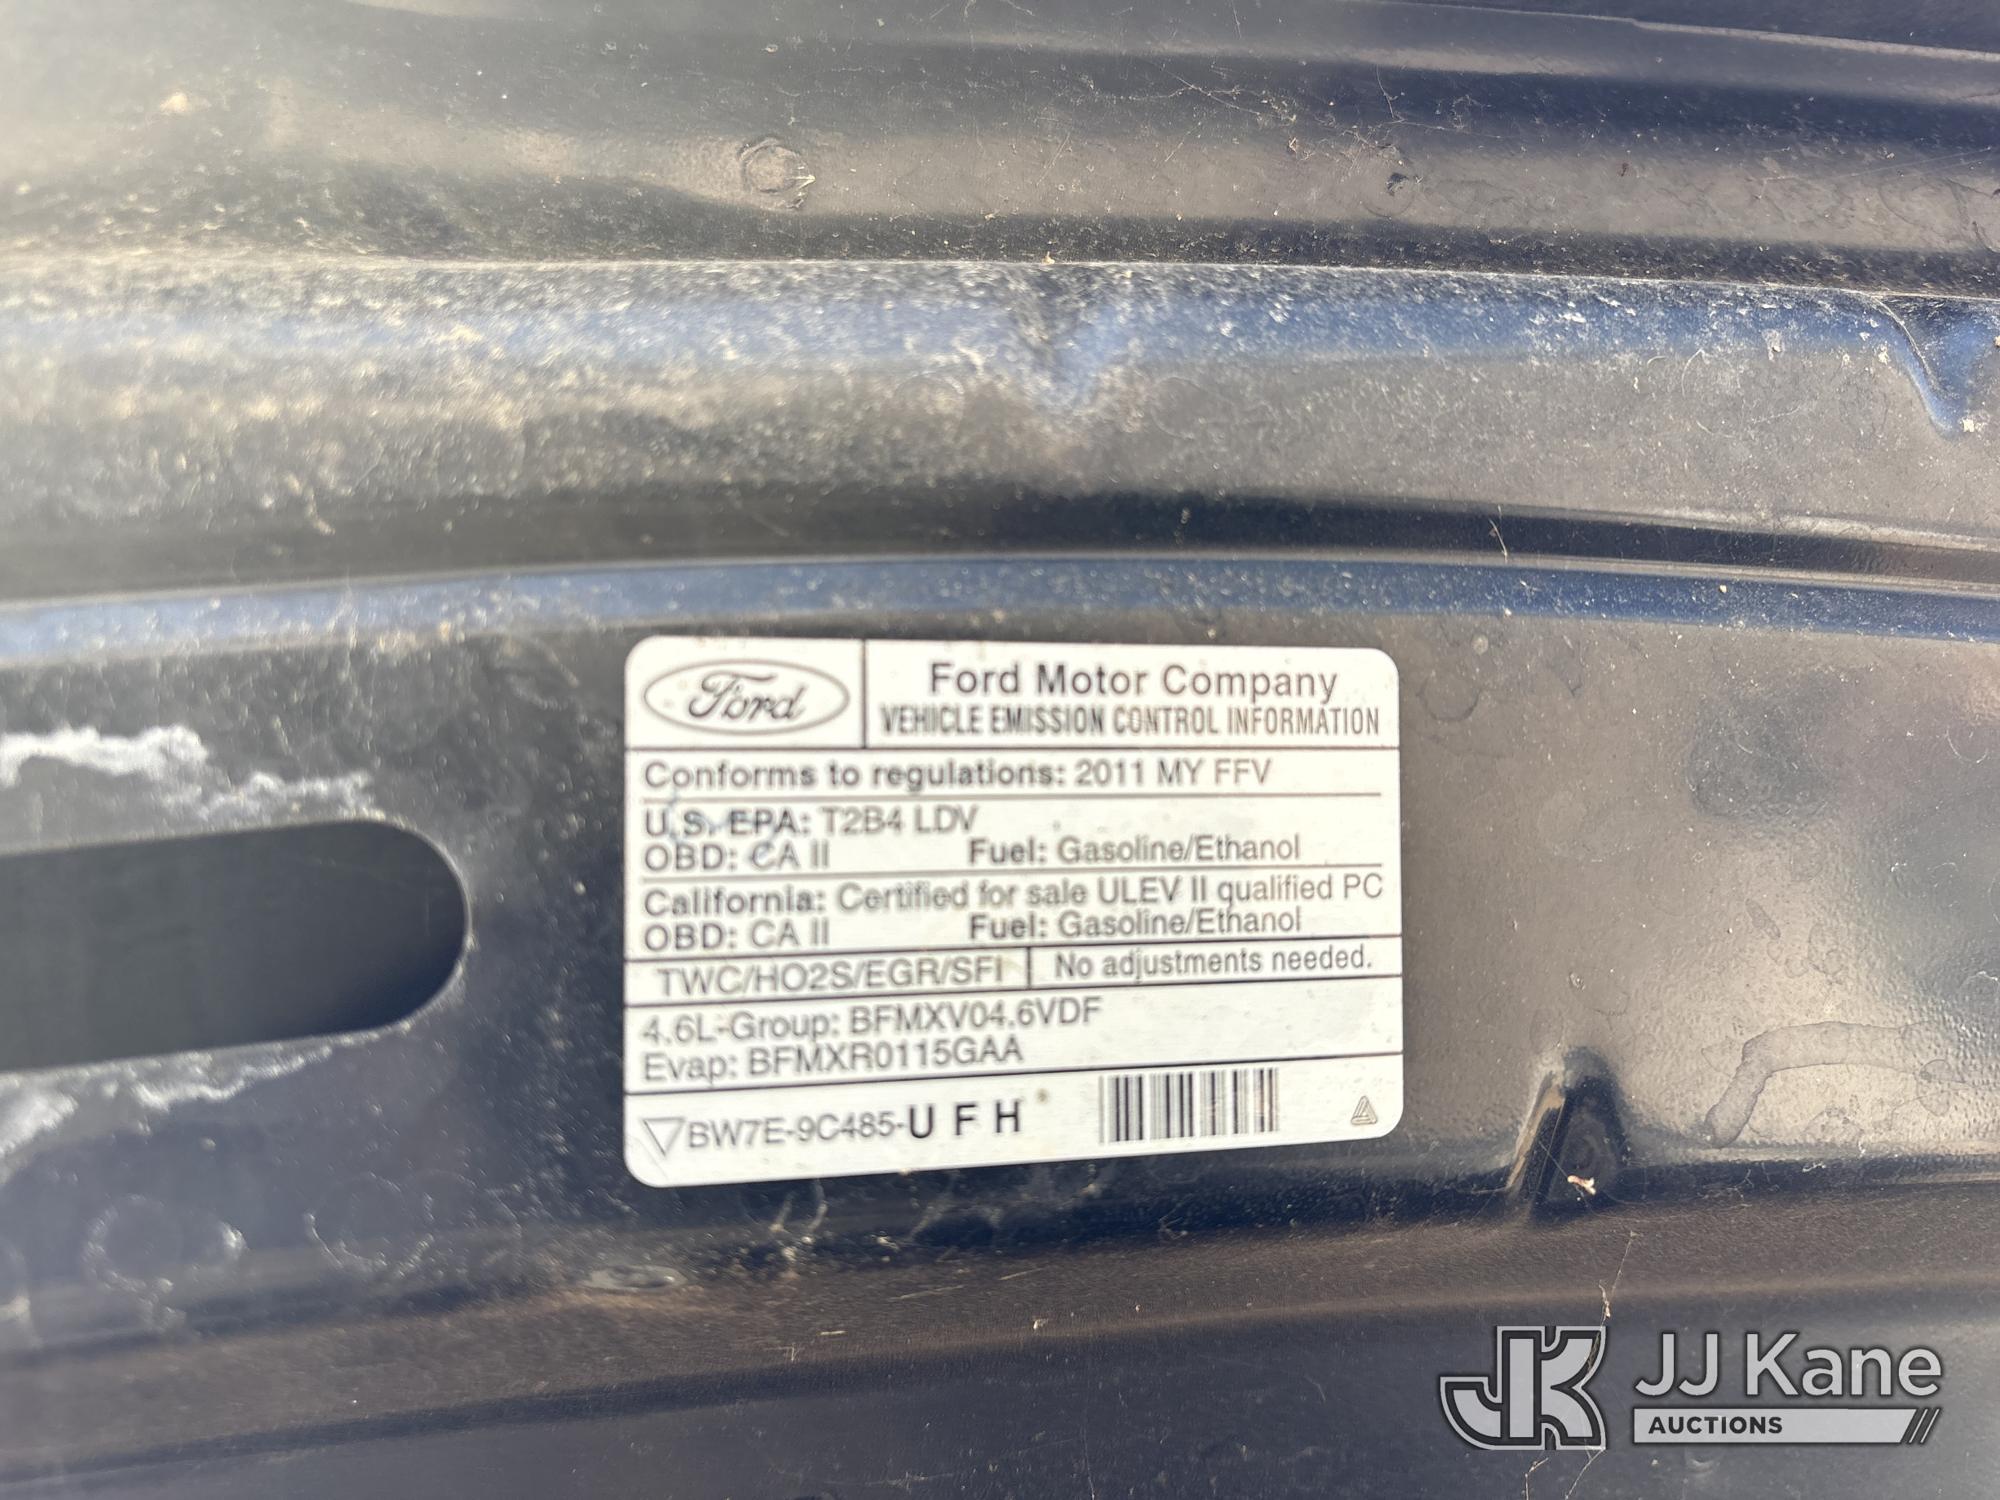 Ford
Ford Motor Company
VEHICLE EMISSION CONTROL INFORMATION
Conforms to regulations: 2011 MY FFV
U.S. EPA: T2B4 LDV
OBD: CA II Fuel: Gasoline/Ethanol
California: Certified for sale ULEV II qualified PC
OBD: CA II Fuel: Gasoline/Ethanol
TWC/HO2S/EGR/SFI No adjustments needed.
4.6L-Group: BFMXV04.6VDF
Evap: BFMXR0115GAA
BW7E-9C485-U F H
JK JJ Kane
AUCTIONS